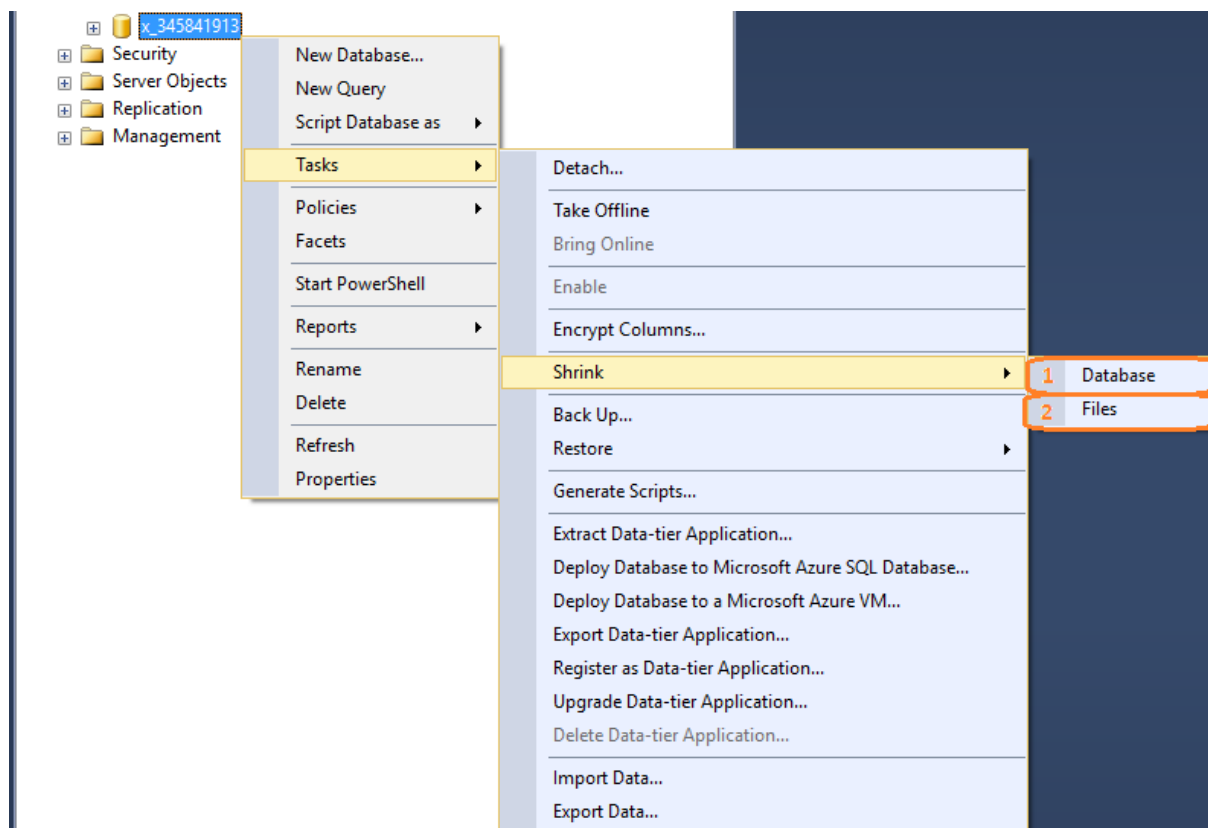 x_345841913
Security
Server Objects
Replication
Management
New Database...
New Query
Script Database as
Tasks
Policies
Facets
Start PowerShell
Reports
Rename
Delete
Refresh
Properties
Detach...
Take Offline
Bring Online
Enable
Encrypt Columns...
Shrink
Back Up...
Restore
Generate Scripts...
Extract Data-tier Application...
Deploy Database to Microsoft Azure SQL Database...
Deploy Database to a Microsoft Azure VM...
Export Data-tier Application...
Register as Data-tier Application...
Upgrade Data-tier Application...
Delete Data-tier Application...
Import Data...
Export Data...
1 Database
2 Files